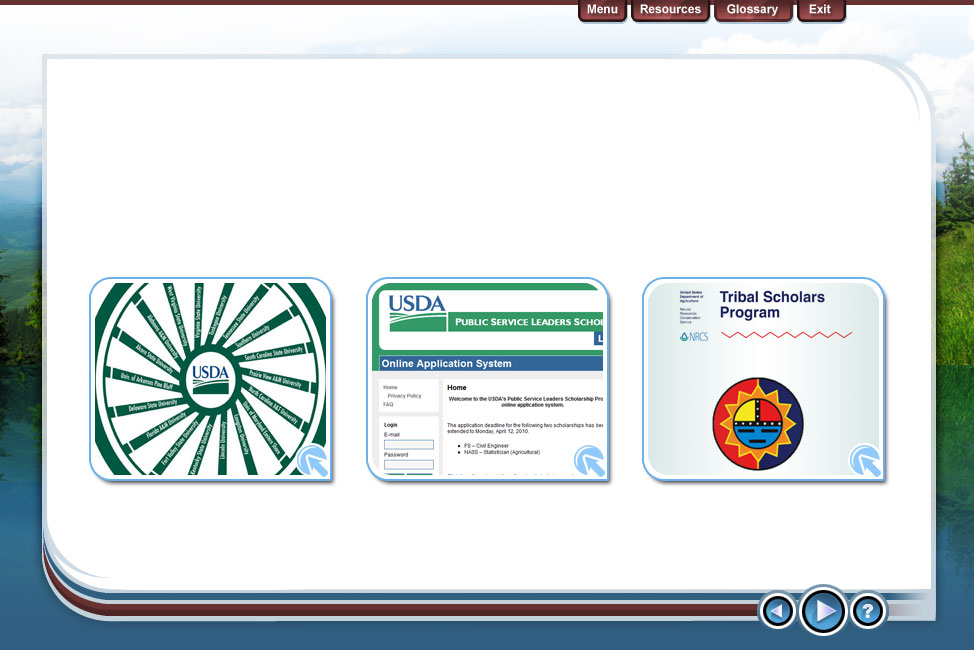 Menu
Resources
Glossary
Exit
West Virginia State University
Virginia State University
Tuskegee University
Tennessee State University
Southern University
South Carolina State University
Prairie View A&M University
North Carolina A&T University
Univ. of Maryland Eastern Shore
Langston University
Lincoln University
Kentucky State University
Fort Valley State University
Florida A&M University
Delaware State University
Univ. of Arkansas Pine Bluff
Alcorn State University
Alabama A&M University
USDA
USDA
PUBLIC SERVICE LEADERS SCHOL
L
Online Application System
Home
Privacy Policy
FAQ
Login
E-mail
Password
Home
Welcome to the USDA's Public Service Leaders Scholarship Pro
online application system.
The application deadline for the following two scholarships has bee
extended to Monday, April 12, 2010.
FS – Civil Engineer
NASS – Statistician (Agricultural)
United States
Department of
Agriculture
Natural
Resources
Conservation
Service
NRCS
Tribal Scholars
Program
?